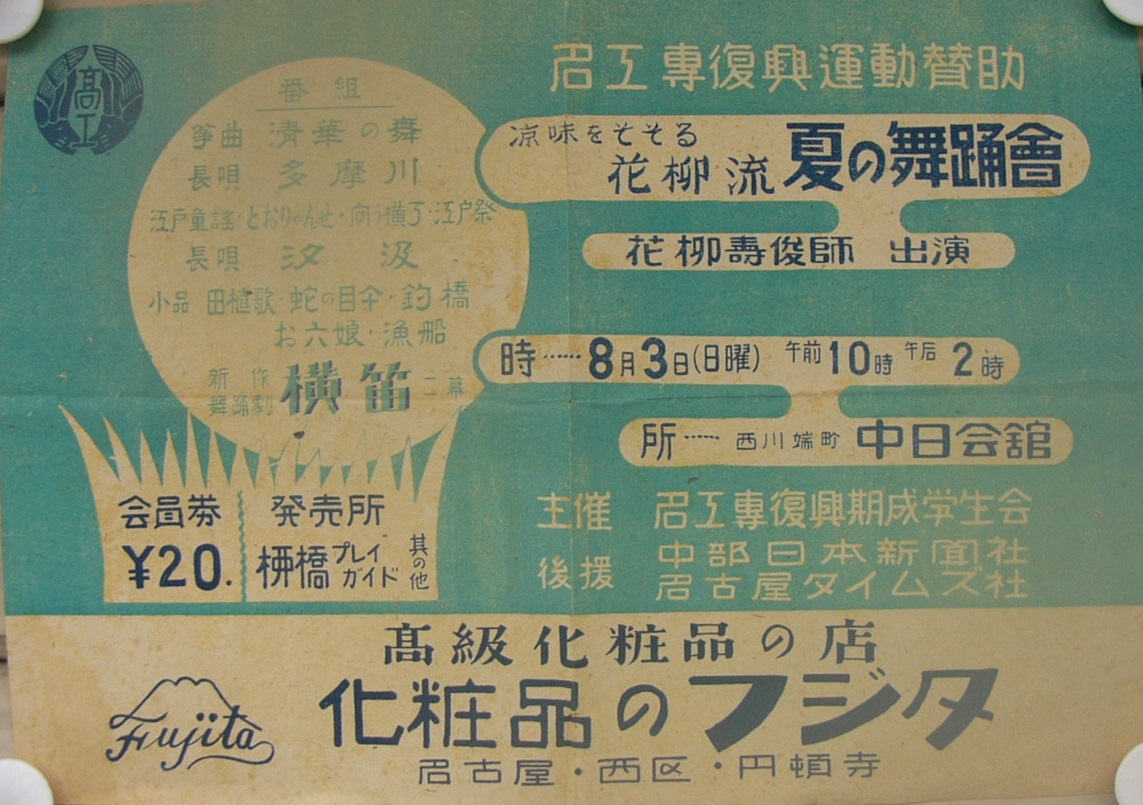 名工専復興運動賛助
涼味をそそる
花柳流 夏の舞踊會
花柳壽俊師 出演
時……8月3日(日曜) 午前10時 午后2時
所……西川端町 中日会舘
主催 名工専復興期成学生会
後援 中部日本新聞社
名古屋タイムズ社
高工
番組
箏曲 清華の舞
長唄 多摩川
江戸童謡・とおりゃんせ・向う横丁・江戸祭
長唄 汐汲
小品 田植歌・蛇の目傘・釣橋
お六娘・漁船
新作舞踊劇 横笛 二幕
会員券
¥20.
発売所
栖橋プレイガイド 其の他
高級化粧品の店
化粧品のフジタ
Fujita
名古屋・西区・円頓寺